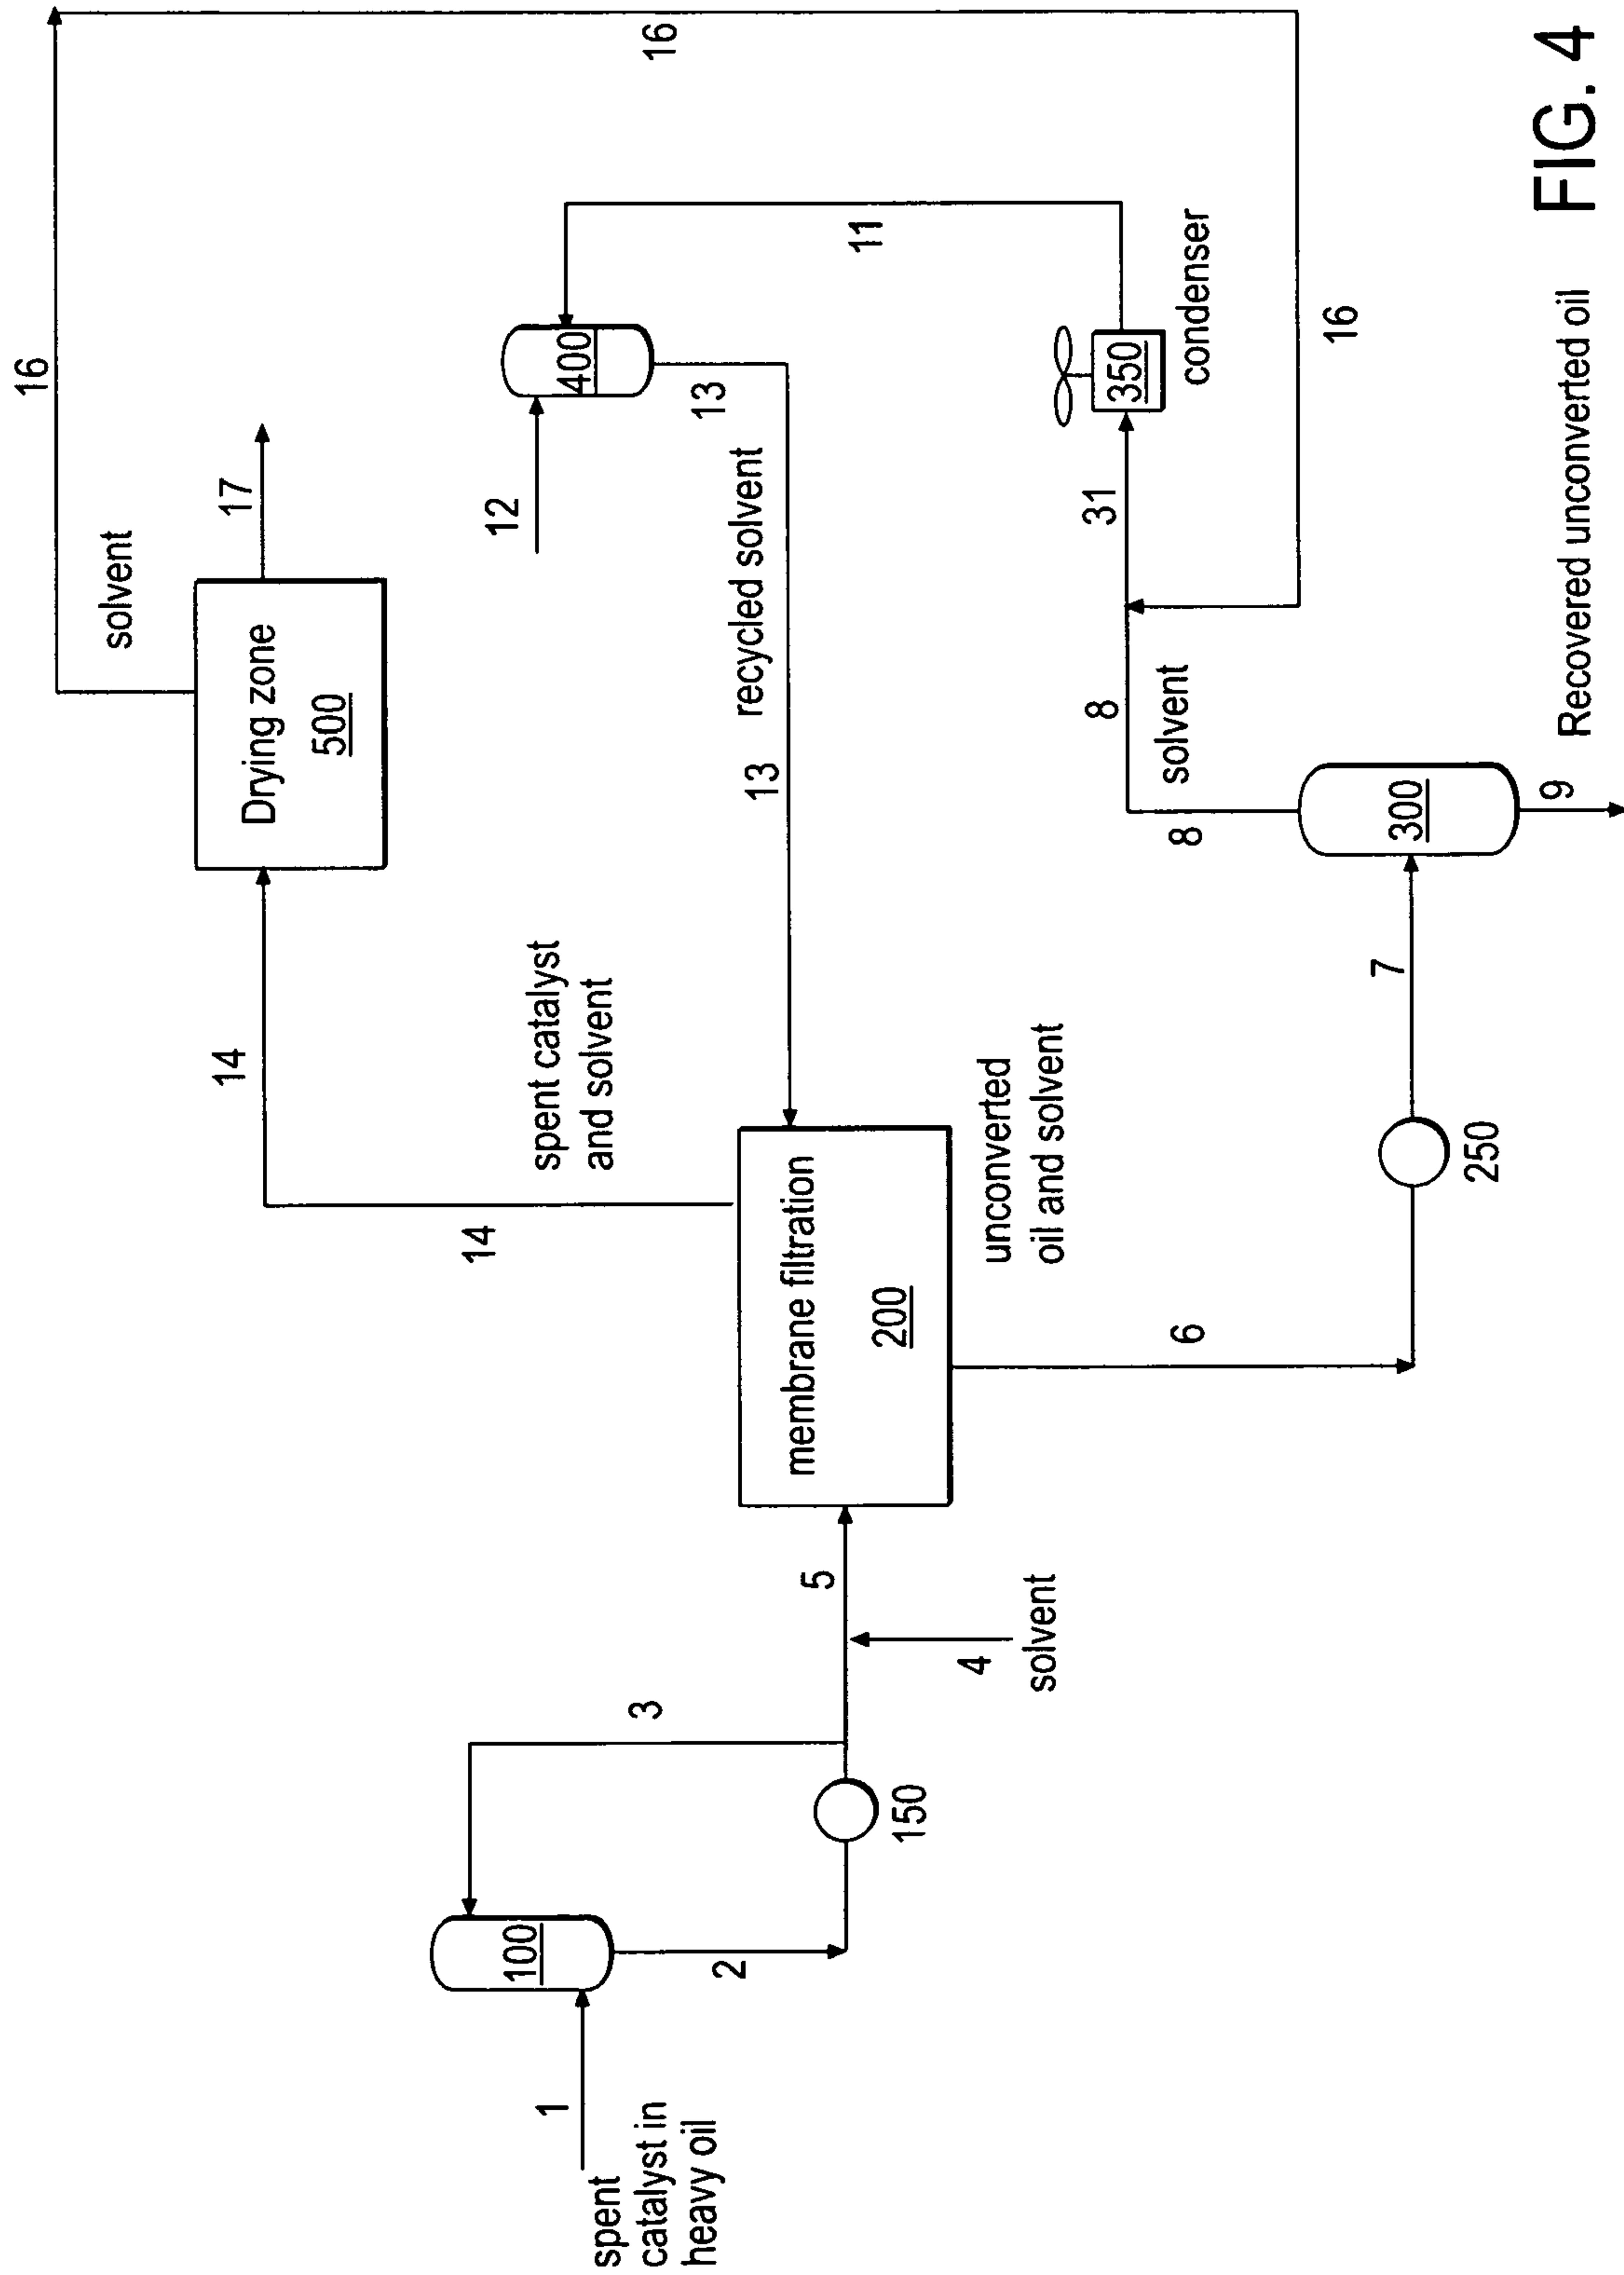 16
16
16
solvent
17
Drying zone
500
14
14
spent catalyst
and solvent
12
400
13
recycled solvent
13
11
350
condenser
31
8
solvent
8
300
9
Recovered unconverted oil
7
250
6
unconverted
oil and solvent
membrane filtration
200
5
4
solvent
3
150
100
2
1
spent
catalyst in
heavy oil
FIG. 4